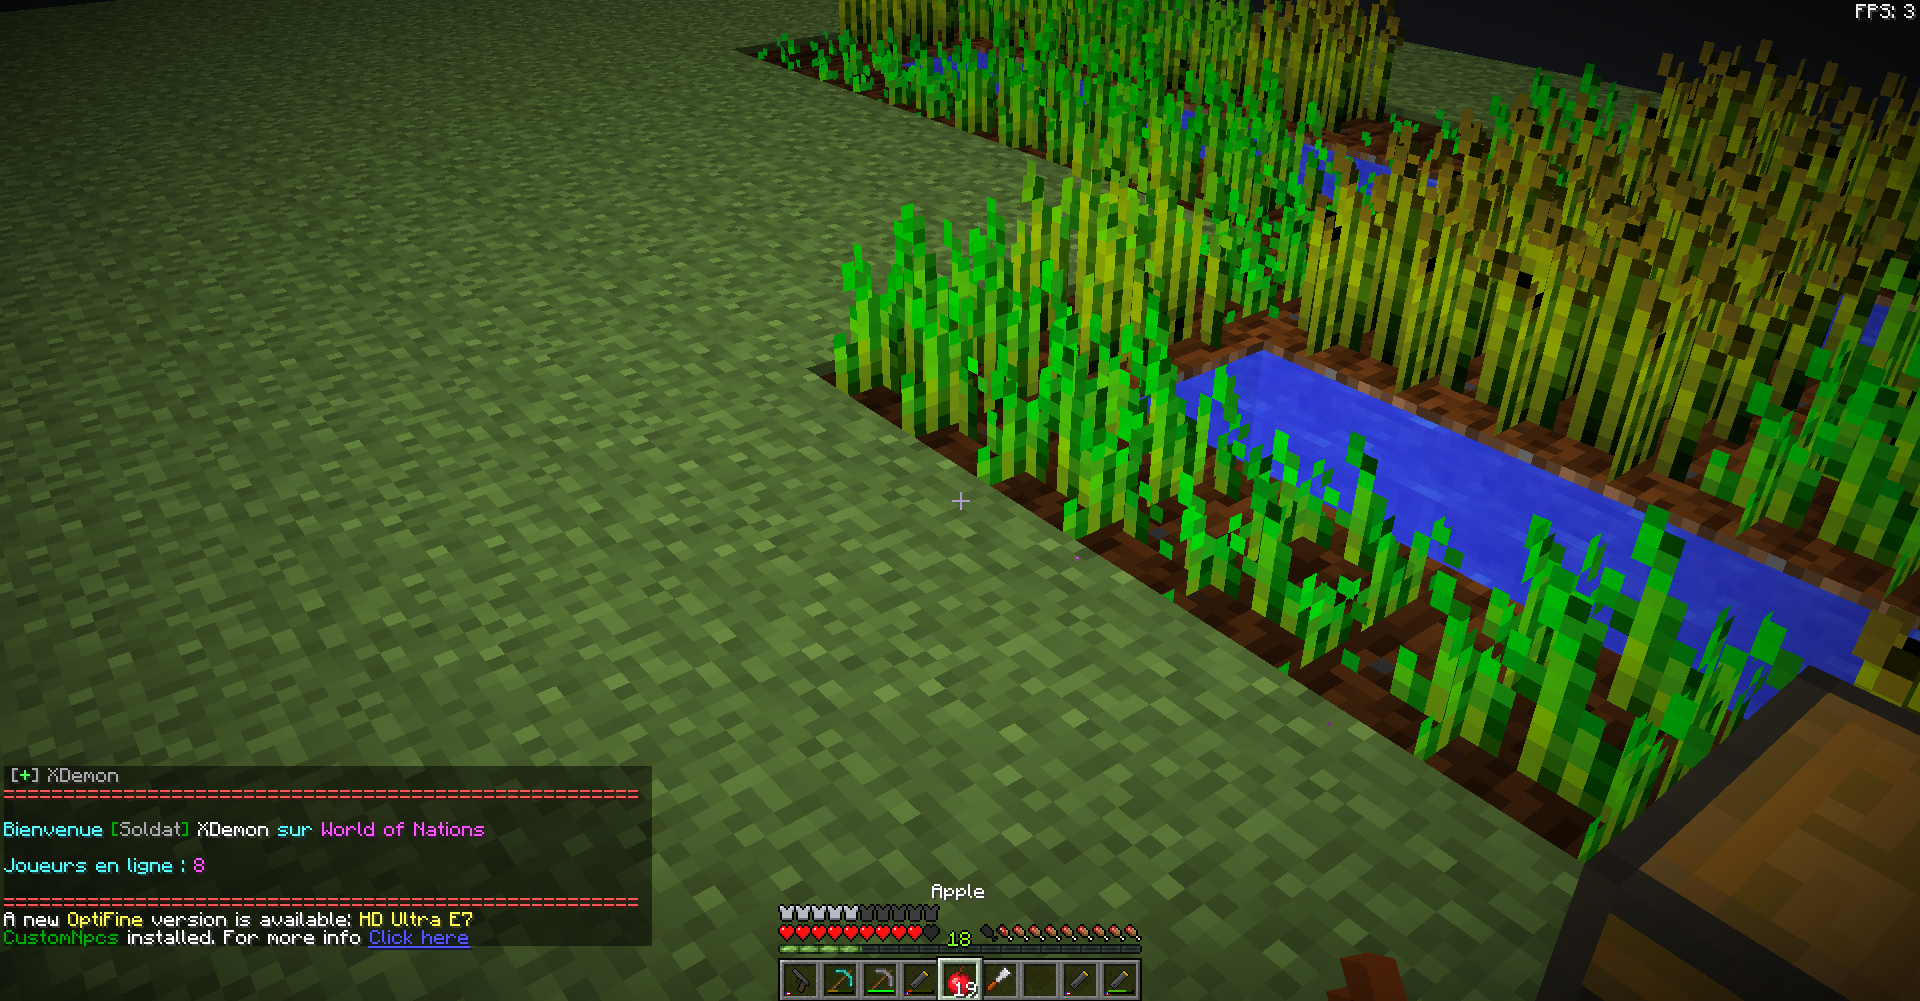 FPS: 3
[+] XDemon
=====================================================
Bienvenue [Soldat] XDemon sur World of Nations
Joueurs en ligne : 8
=====================================================
A new OptiFine version is available: HD Ultra E7
CustomNpcs installed. For more info Click here
Apple
18
19